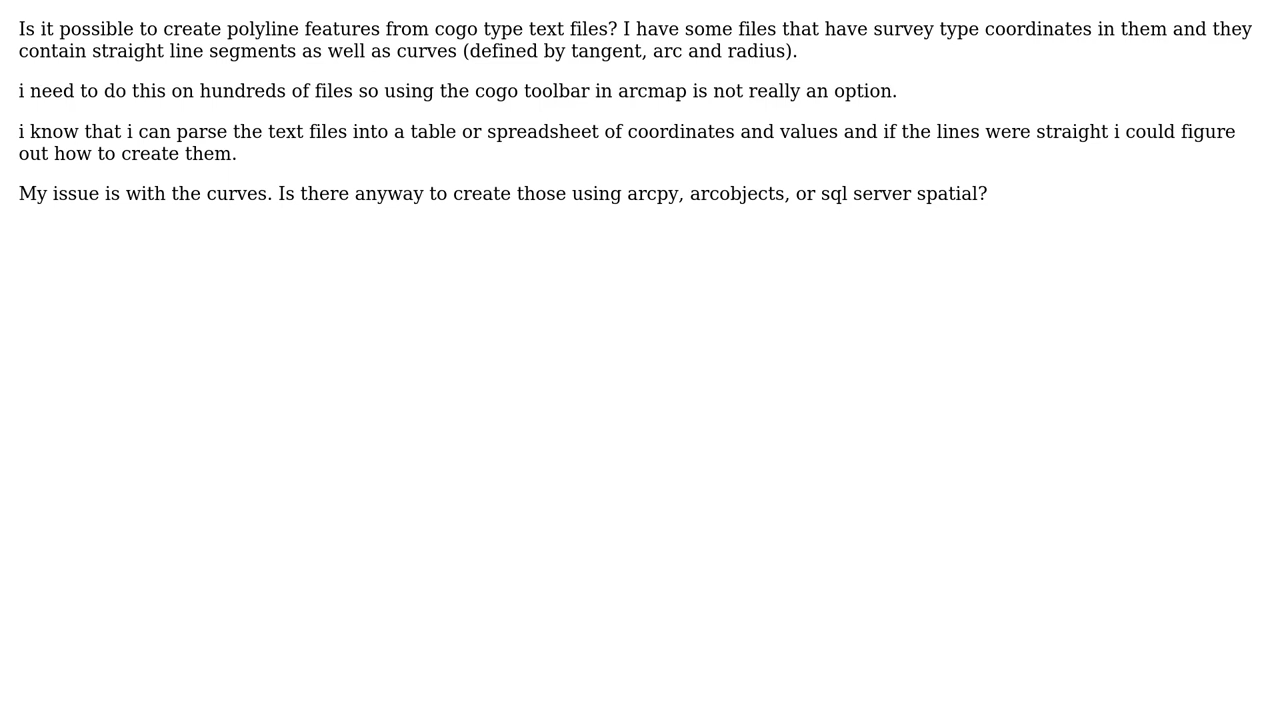 Is it possible to create polyline features from cogo type text files? I have some files that have survey type coordinates in them and they
contain straight line segments as well as curves (defined by tangent, arc and radius).
i need to do this on hundreds of files so using the cogo toolbar in arcmap is not really an option.
i know that i can parse the text files into a table or spreadsheet of coordinates and values and if the lines were straight i could figure
out how to create them.
My issue is with the curves. Is there anyway to create those using arcpy, arcobjects, or sql server spatial?